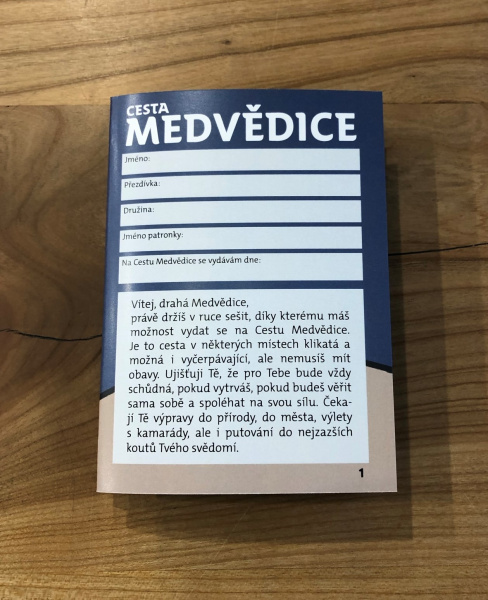 CESTA
MEDVĚDICE
Jméno:
Přezdívka:
Družina:
Jméno patronky:
Na Cestu Medvědice se vydávám dne:
Vítej, drahá Medvědice,
právě držíš v ruce sešit, díky kterému máš
možnost vydat se na Cestu Medvědice.
Je to cesta v některých místech klikatá a
možná i vyčerpávající, ale nemusíš mít
obavy. Ujišťuji Tě, že pro Tebe bude vždy
schůdná, pokud vytrváš, pokud budeš věřit
sama sobě a spoléhat na svou sílu. Čeka-
jí Tě výpravy do přírody, do města, výlety
s kamarády, ale i putování do nejzazších
koutů Tvého svědomí.
1